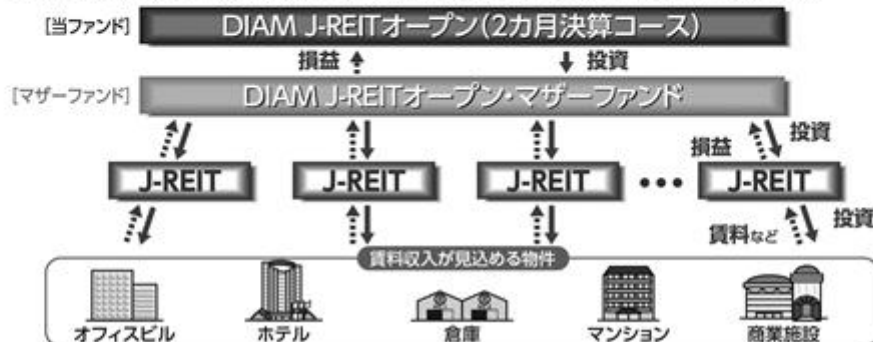 [当ファンド] DIAM J-REITオープン(2カ月決算コース)
損益 投資
[マザーファンド] DIAM J-REITオープン・マザーファンド
損益 投資
J-REIT J-REIT J-REIT ••• J-REIT
賃料など 投資
賃料収入が見込める物件
オフィスビル ホテル 倉庫 マンション 商業施設